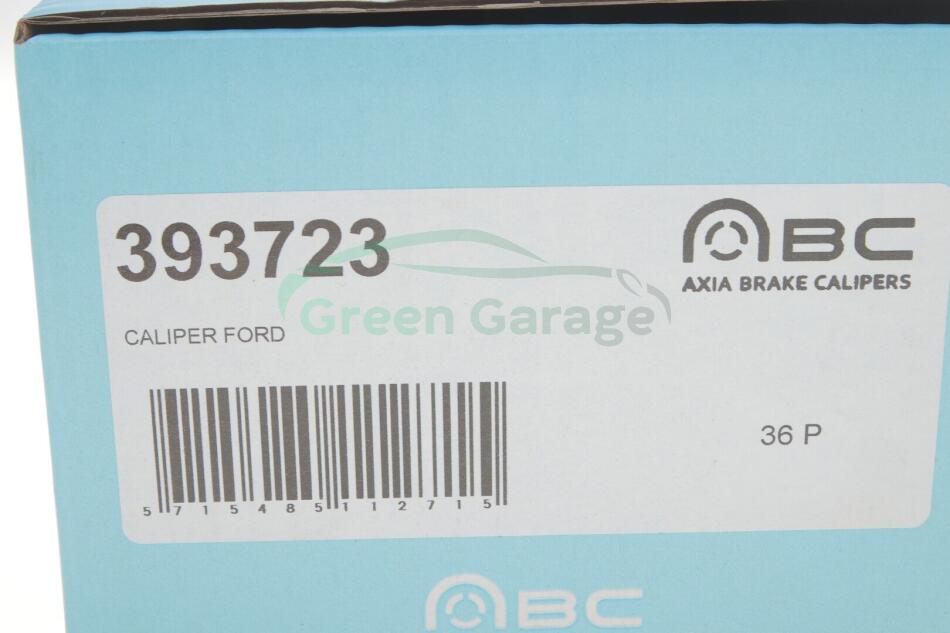 393723
ABC
AXIA BRAKE CALIPERS
Green Garage
CALIPER FORD
36 P
5 715485 112715
ABC